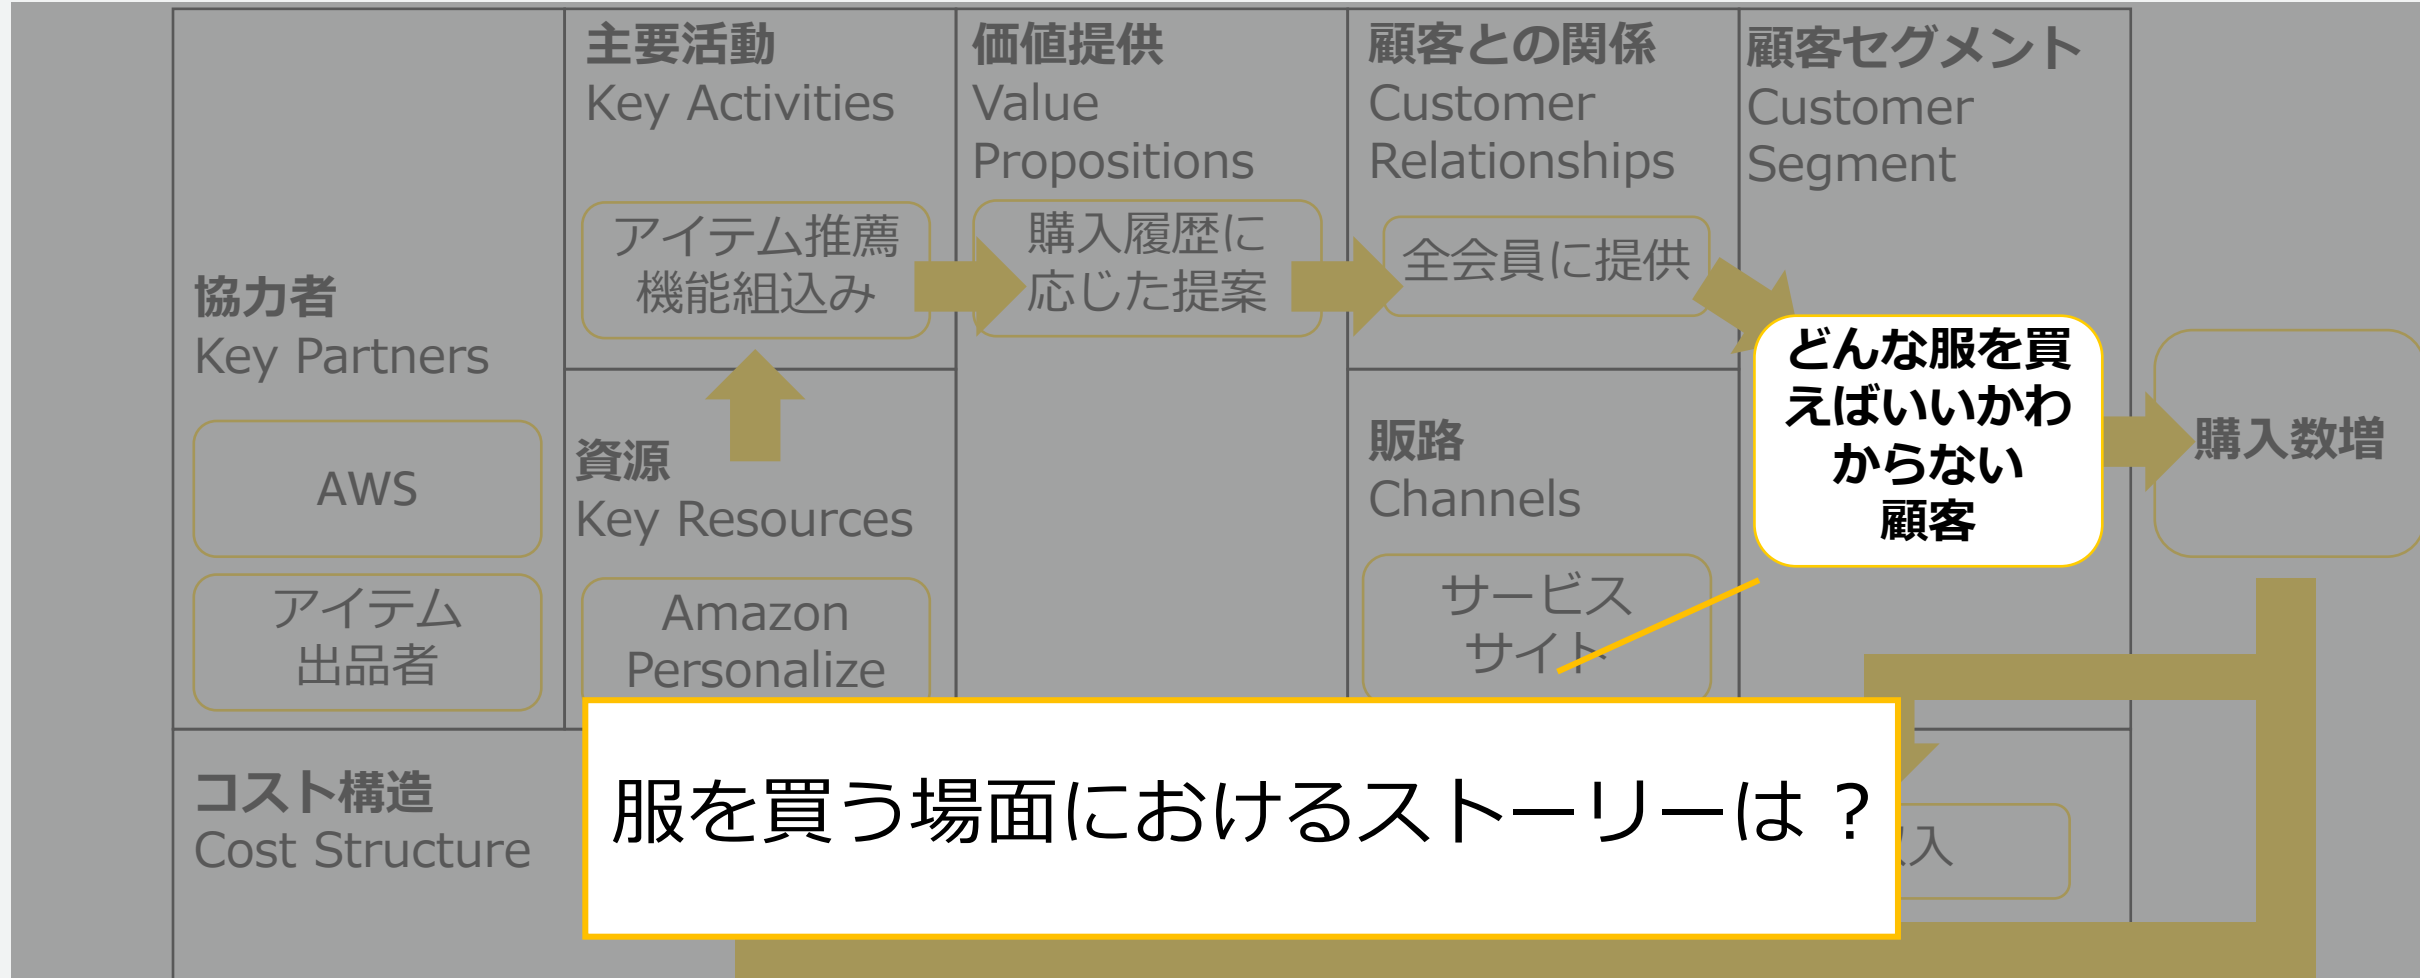 協力者
Key Partners
AWS
アイテム
出品者
主要活動
Key Activities
アイテム推薦
機能組込み
資源
Key Resources
Amazon
Personalize
価値提供
Value
Propositions
購入履歴に
応じた提案
顧客との関係
Customer
Relationships
全会員に提供
販路
Channels
サービス
サイト
顧客セグメント
Customer
Segment
どんな服を買
えばいいかわ
からない
顧客
購入数増
コスト構造
Cost Structure
服を買う場面におけるストーリーは？
入